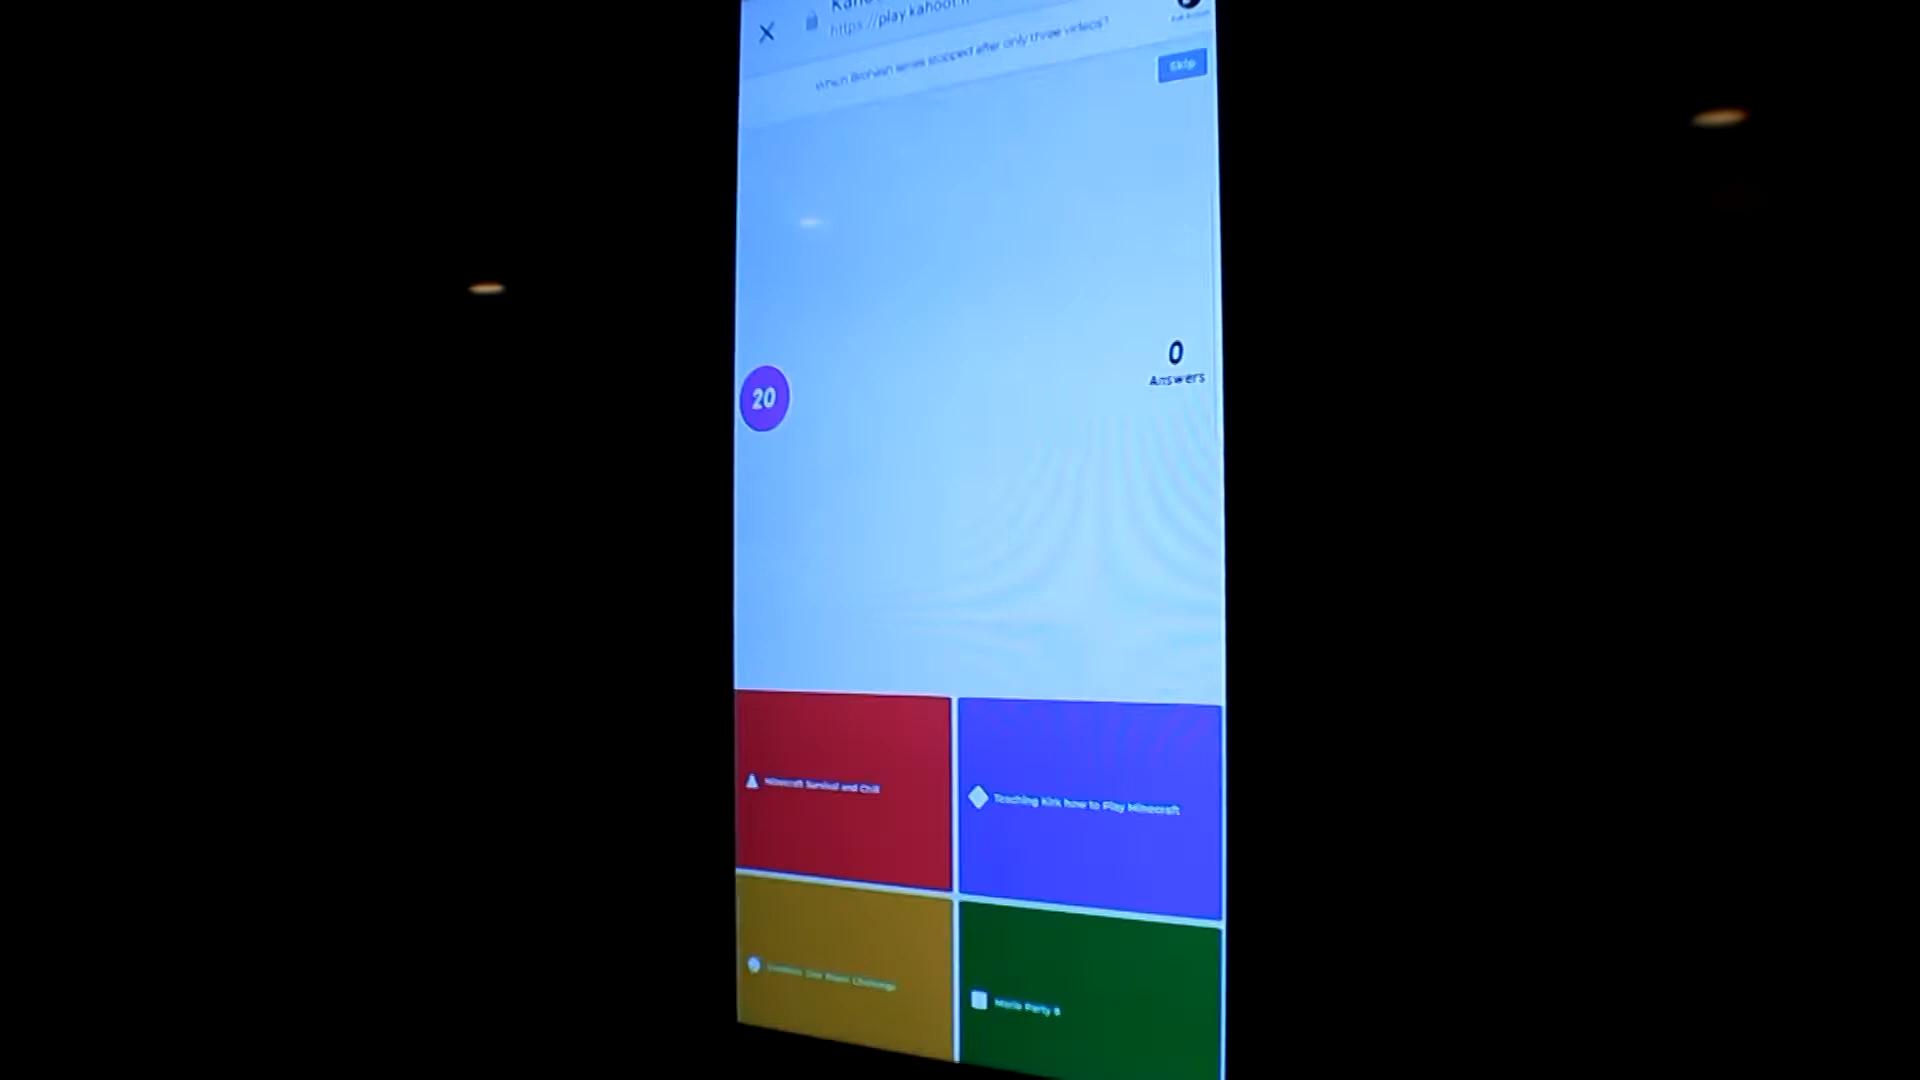 https://play.kahoot.it
Which Brohesh series stopped after only three videos?
Skip
0
Answers
20
Minecraft Survival and Chill
Teaching Kirk how to Play Minecraft
Mario Party 8